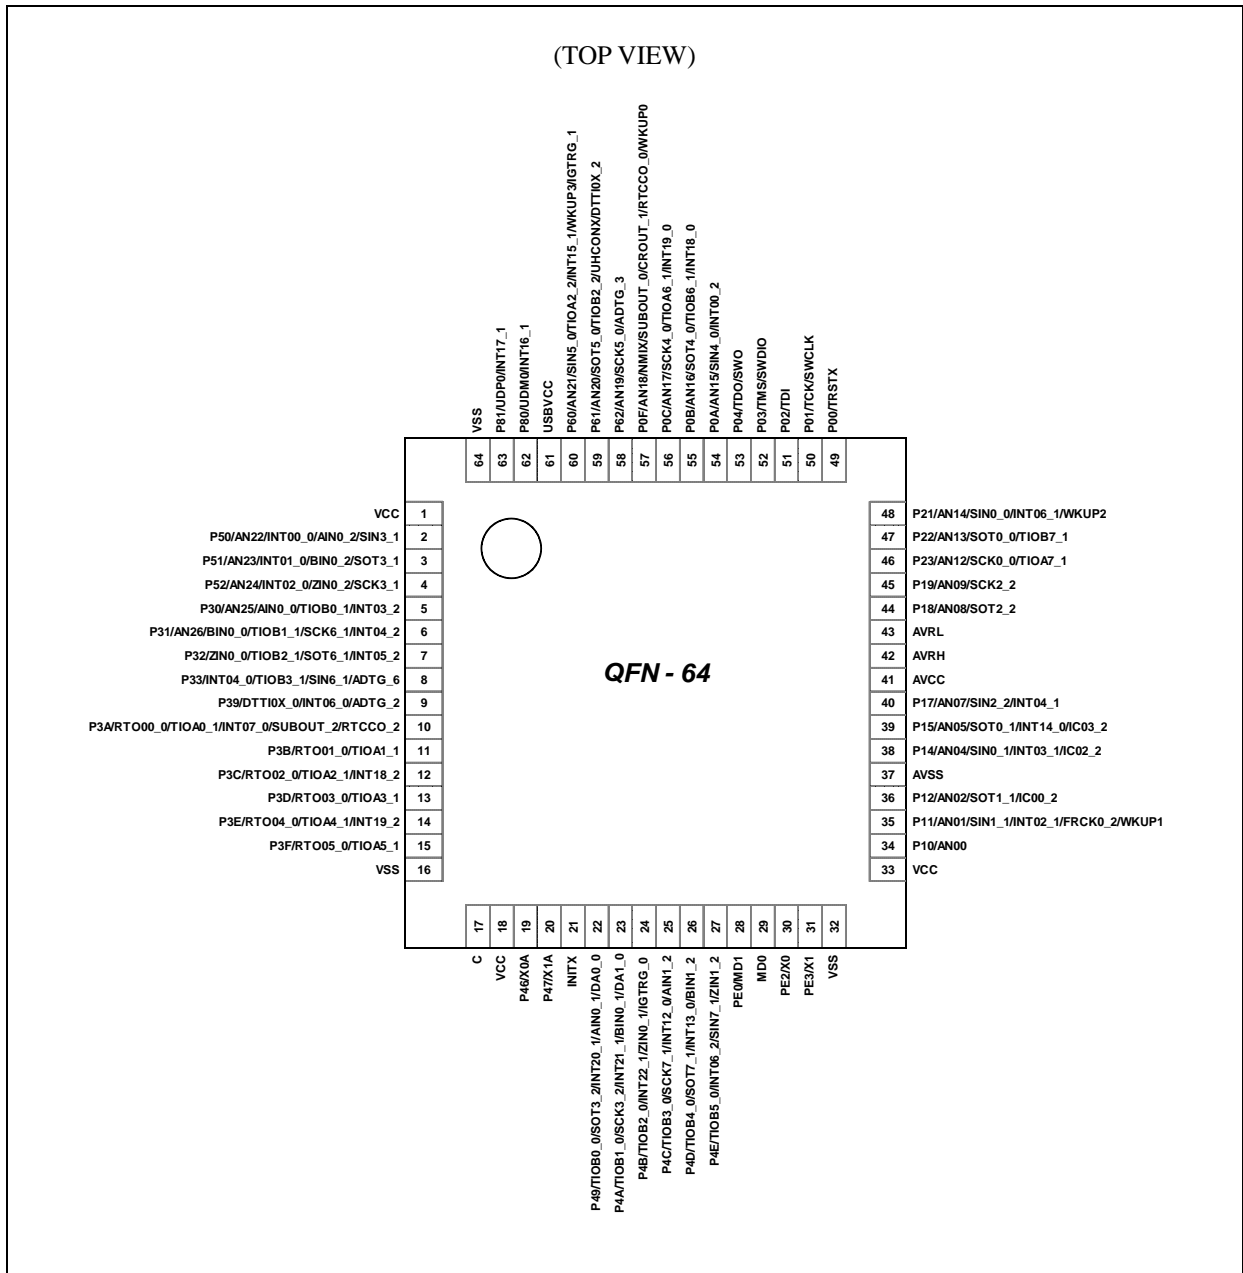 (TOP VIEW)
VSS
P81/UDP0/INT17_1
P80/UDM0/INT16_1
USBVCC
P60/AN21/SIN5_0/TIOA2_2/INT15_1/WKUP3/IGTRG_1
P61/AN20/SOT5_0/TIOB2_2/UHCONX/DTTI0X_2
P62/AN19/SCK5_0/ADTG_3
P0F/AN18/NMIX/SUBOUT_0/CROUT_1/RTCCO_0/WKUP0
P0C/AN17/SCK4_0/TIOA6_1/INT19_0
P0B/AN16/SOT4_0/TIOB6_1/INT18_0
P0A/AN15/SIN4_0/INT00_2
P04/TDO/SWO
P03/TMS/SWDIO
P02/TDI
P01/TCK/SWCLK
P00/TRSTX
64
63
62
61
60
59
58
57
56
55
54
53
52
51
50
49
VCC 1
P50/AN22/INT00_0/AIN0_2/SIN3_1 2
P51/AN23/INT01_0/BIN0_2/SOT3_1 3
P52/AN24/INT02_0/ZIN0_2/SCK3_1 4
P30/AN25/AIN0_0/TIOB0_1/INT03_2 5
P31/AN26/BIN0_0/TIOB1_1/SCK6_1/INT04_2 6
P32/ZIN0_0/TIOB2_1/SOT6_1/INT05_2 7
P33/INT04_0/TIOB3_1/SIN6_1/ADTG_6 8
P39/DTTI0X_0/INT06_0/ADTG_2 9
P3A/RTO00_0/TIOA0_1/INT07_0/SUBOUT_2/RTCCO_2 10
P3B/RTO01_0/TIOA1_1 11
P3C/RTO02_0/TIOA2_1/INT18_2 12
P3D/RTO03_0/TIOA3_1 13
P3E/RTO04_0/TIOA4_1/INT19_2 14
P3F/RTO05_0/TIOA5_1 15
VSS 16
QFN - 64
48 P21/AN14/SIN0_0/INT06_1/WKUP2
47 P22/AN13/SOT0_0/TIOB7_1
46 P23/AN12/SCK0_0/TIOA7_1
45 P19/AN09/SCK2_2
44 P18/AN08/SOT2_2
43 AVRL
42 AVRH
41 AVCC
40 P17/AN07/SIN2_2/INT04_1
39 P15/AN05/SOT0_1/INT14_0/IC03_2
38 P14/AN04/SIN0_1/INT03_1/IC02_2
37 AVSS
36 P12/AN02/SOT1_1/IC00_2
35 P11/AN01/SIN1_1/INT02_1/FRCK0_2/WKUP1
34 P10/AN00
33 VCC
17
18
19
20
21
22
23
24
25
26
27
28
29
30
31
32
C
VCC
P46/X0A
P47/X1A
INITX
P49/TIOB0_0/SOT3_2/INT20_1/AIN0_1/DA0_0
P4A/TIOB1_0/SCK3_2/INT21_1/BIN0_1/DA1_0
P4B/TIOB2_0/INT22_1/ZIN0_1/IGTRG_0
P4C/TIOB3_0/SCK7_1/INT12_0/AIN1_2
P4D/TIOB4_0/SOT7_1/INT13_0/BIN1_2
P4E/TIOB5_0/INT06_2/SIN7_1/ZIN1_2
PE0/MD1
MD0
PE2/X0
PE3/X1
VSS